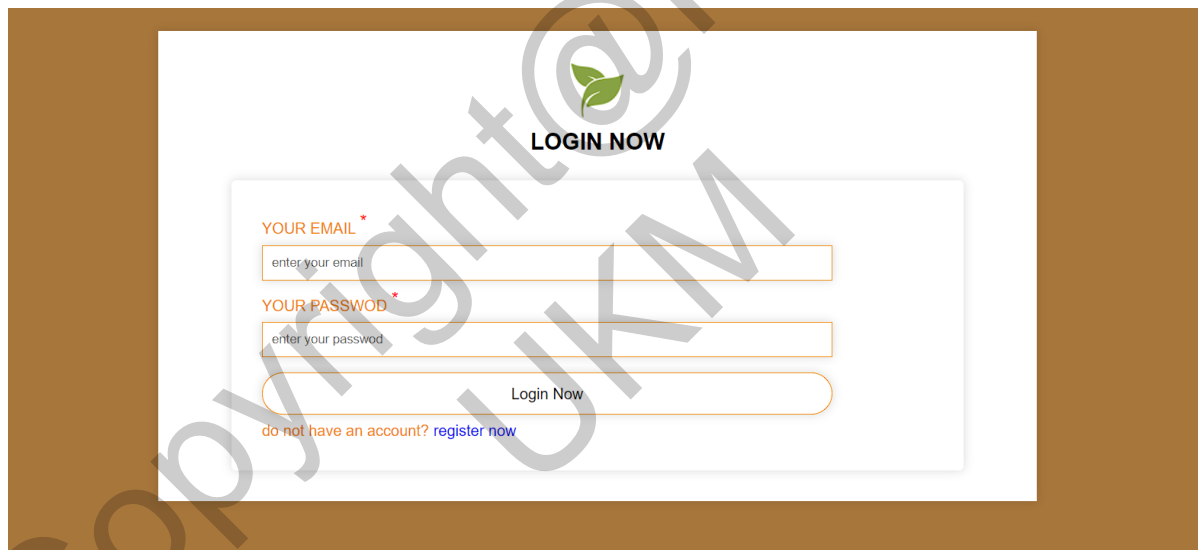 LOGIN NOW
YOUR EMAIL *
enter your email
YOUR PASSWOD *
enter your passwod
Login Now
do not have an account? register now
Copyright@
UKM